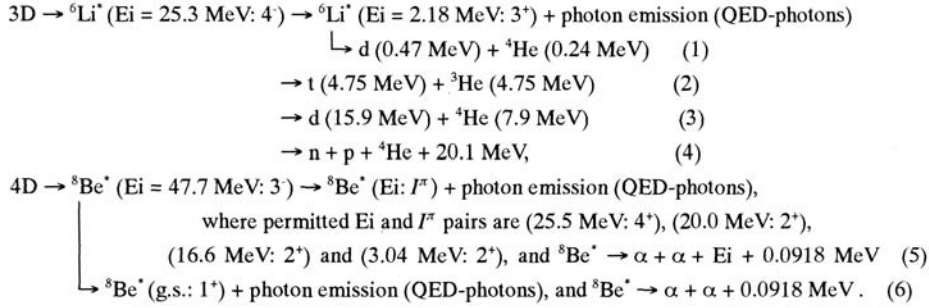 3D → ⁶Li* (Ei = 25.3 MeV: 4⁻) → ⁶Li* (Ei = 2.18 MeV: 3⁺) + photon emission (QED-photons)
↳ d (0.47 MeV) + ⁴He (0.24 MeV) (1)
→ t (4.75 MeV) + ³He (4.75 MeV) (2)
→ d (15.9 MeV) + ⁴He (7.9 MeV) (3)
→ n + p + ⁴He + 20.1 MeV, (4)
4D → ⁸Be* (Ei = 47.7 MeV: 3⁻) → ⁸Be* (Ei: I^π) + photon emission (QED-photons),
where permitted Ei and I^π pairs are (25.5 MeV: 4⁺), (20.0 MeV: 2⁺),
(16.6 MeV: 2⁺) and (3.04 MeV: 2⁺), and ⁸Be* → α + α + Ei + 0.0918 MeV (5)
↳ ⁸Be* (g.s.: 1⁺) + photon emission (QED-photons), and ⁸Be* → α + α + 0.0918 MeV. (6)